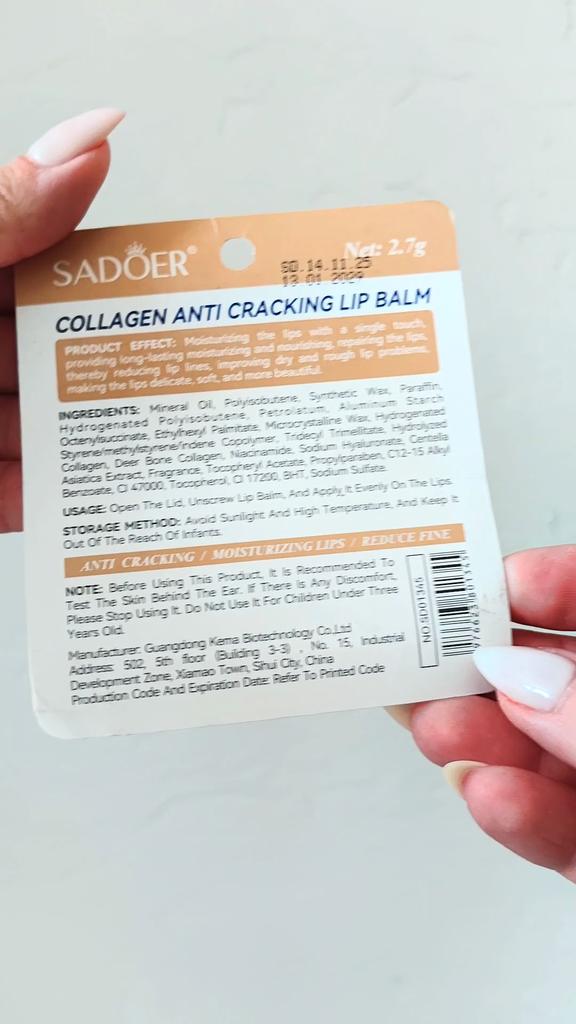 SADOER®
Net: 2.7g
SD.14.11.25
13 01 2029
COLLAGEN ANTI CRACKING LIP BALM
PRODUCT EFFECT: Moisturizing the lips with a single touch,
providing long-lasting moisturizing and nourishing, repairing the lips,
thereby reducing lip lines, improving dry and rough lip problems,
making the lips delicate, soft, and more beautiful.
INGREDIENTS: Mineral Oil, Polyisobutene, Synthetic Wax, Paraffin,
Hydrogenated Polyisobutene, Petrolatum, Aluminum Starch
Octenylsuccinate, Ethylhexyl Palmitate, Microcrystalline Wax, Hydrogenated
Styrene/methylstyrene/indene Copolymer, Tridecyl Trimellitate, Hydrolyzed
Collagen, Deer Bone Collagen, Niacinamide, Sodium Hyaluronate, Centella
Asiatica Extract, Fragrance, Tocopheryl Acetate, Propylparaben, C12-15 Alkyl
Benzoate, CI 47000, Tocopherol, CI 17200, BHT, Sodium Sulfate.
USAGE: Open The Lid, Unscrew Lip Balm, And Apply It Evenly On The Lips.
STORAGE METHOD: Avoid Sunlight And High Temperature, And Keep It
Out Of The Reach Of Infants.
ANTI CRACKING / MOISTURIZING LIPS / REDUCE FINE
NOTE: Before Using This Product, It Is Recommended To
Test The Skin Behind The Ear. If There Is Any Discomfort,
Please Stop Using It. Do Not Use It For Children Under Three
Years Old.
Manufacturer: Guangdong Kema Biotechnology Co.,Ltd
Address: 502, 5th floor (Building 3-3) , No. 15, Industrial
Development Zone, Xiamao Town, Sihui City, China
Production Code And Expiration Date: Refer To Printed Code
NO:SD01345